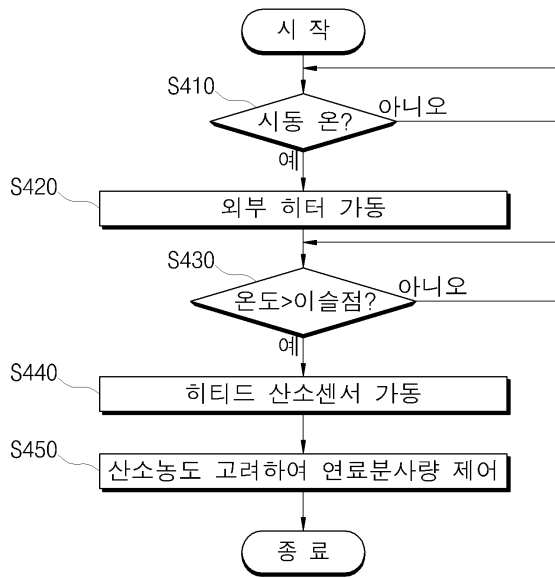 시 작
S410
시동 온?
아니오
예
S420
외부 히터 가동
S430
온도>이슬점?
아니오
예
S440
히티드 산소센서 가동
S450
산소농도 고려하여 연료분사량 제어
종 료